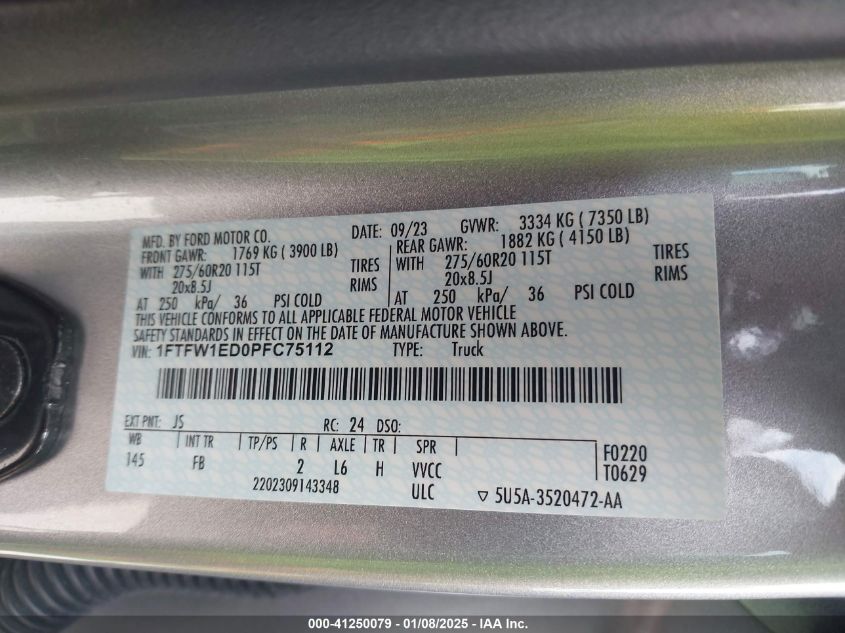 MFD. BY FORD MOTOR CO. DATE: 09/23 GVWR: 3334 KG ( 7350 LB)
FRONT GAWR: 1769 KG ( 3900 LB) REAR GAWR: 1882 KG ( 4150 LB)
WITH 275/60R20 115T TIRES WITH 275/60R20 115T TIRES
20x8.5J RIMS 20x8.5J RIMS
AT 250 kPa/ 36 PSI COLD AT 250 kPa/ 36 PSI COLD
THIS VEHICLE CONFORMS TO ALL APPLICABLE FEDERAL MOTOR VEHICLE
SAFETY STANDARDS IN EFFECT ON THE DATE OF MANUFACTURE SHOWN ABOVE.
VIN: 1FTFW1ED0PFC75112 TYPE: Truck
EXT PNT: JS RC: 24 DSO:
WB INT TR TP/PS R AXLE TR SPR F0220
145 FB 2 L6 H VVCC T0629
2202309143348 ULC 5U5A-3520472-AA
000-41250079 - 01/08/2025 - IAA Inc.